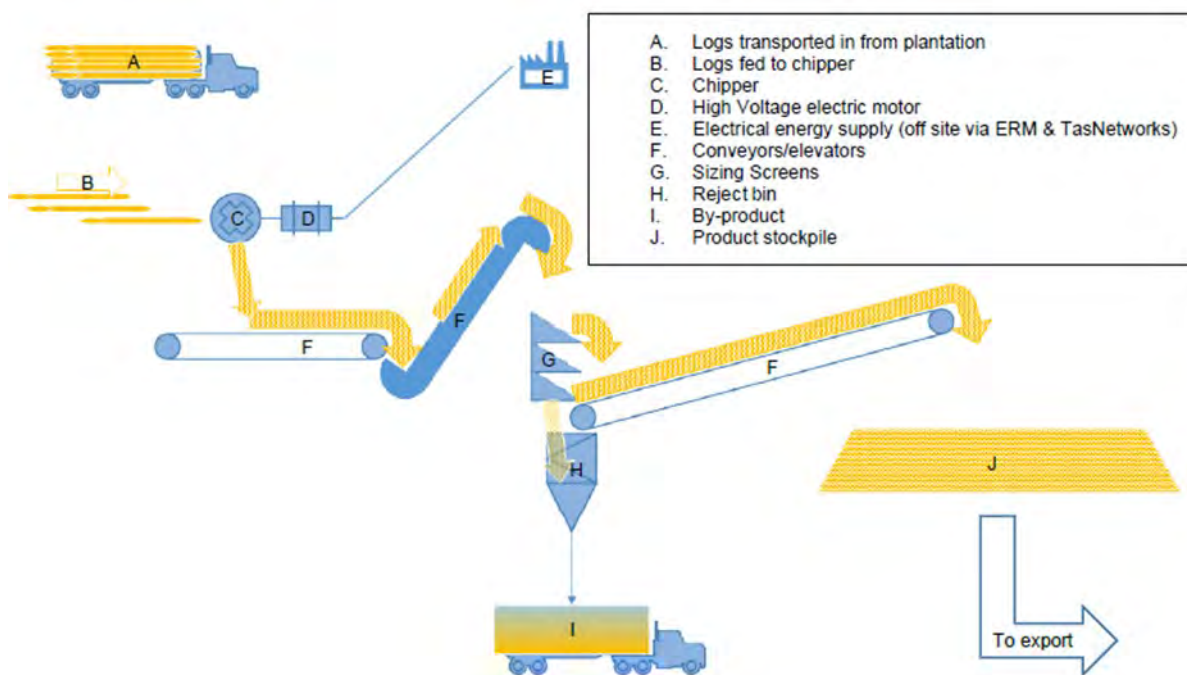 A
E
A. Logs transported in from plantation
B. Logs fed to chipper
C. Chipper
D. High Voltage electric motor
E. Electrical energy supply (off site via ERM & TasNetworks)
F. Conveyors/elevators
G. Sizing Screens
H. Reject bin
I. By-product
J. Product stockpile
B
C
D
F
F
G
F
H
J
I
To export